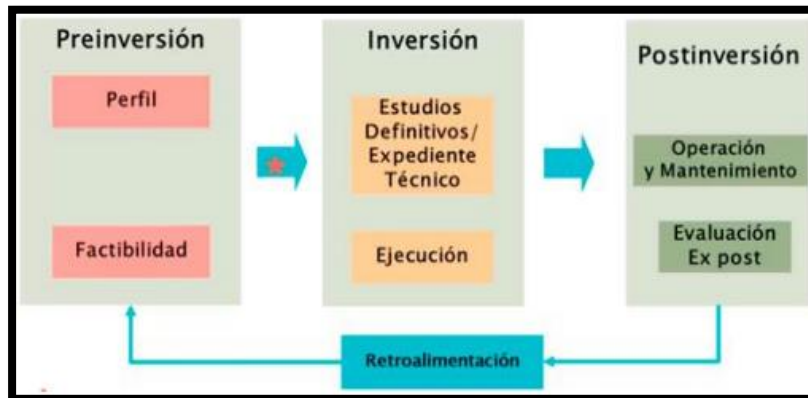 Preinversión
Perfil
Factibilidad
Inversión
Estudios
Definitivos/
Expediente
Técnico
Ejecución
Postinversión
Operación
y Mantenimiento
Evaluación
Ex post
Retroalimentación